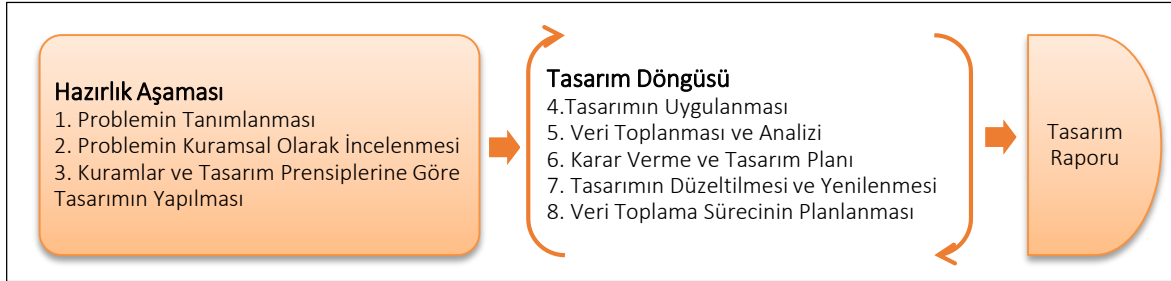 Hazırlık Aşaması
1. Problemin Tanımlanması
2. Problemin Kuramsal Olarak İncelenmesi
3. Kuramlar ve Tasarım Prensiplerine Göre
Tasarımın Yapılması
Tasarım Döngüsü
4.Tasarımın Uygulanması
5. Veri Toplanması ve Analizi
6. Karar Verme ve Tasarım Planı
7. Tasarımın Düzeltilmesi ve Yenilenmesi
8. Veri Toplama Sürecinin Planlanması
Tasarım
Raporu